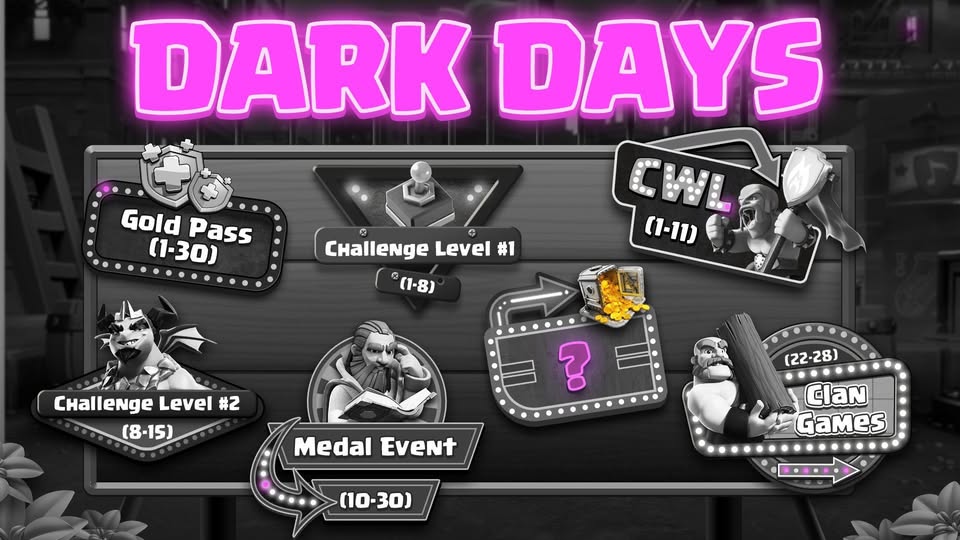 DARK DAYS
Gold Pass
(1-30)
Challenge Level #1
(1-8)
CWL
(1-11)
Challenge Level #2
(8-15)
Medal Event
(10-30)
?
(22-28)
Clan
Games